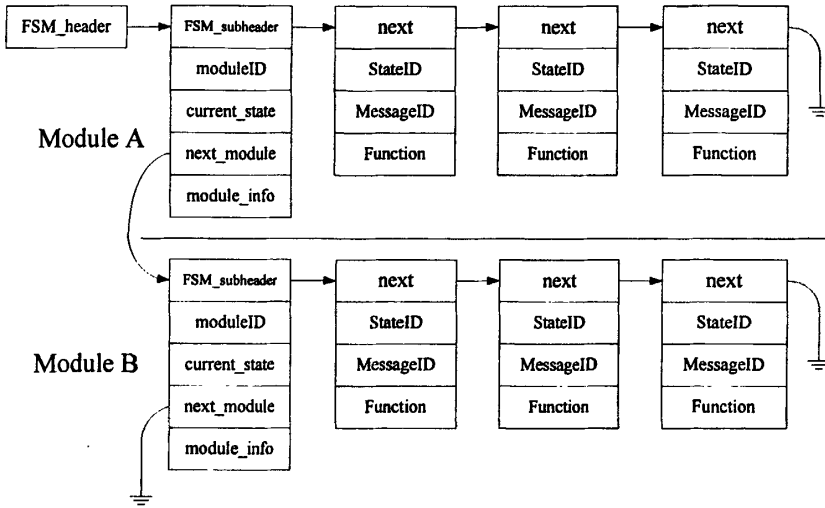 FSM_header
FSM_subheader
next
next
next
moduleID
StateID
StateID
StateID
current_state
MessageID
MessageID
MessageID
Module A
next_module
Function
Function
Function
module_info
FSM_subheader
next
next
next
moduleID
StateID
StateID
StateID
Module B
current_state
MessageID
MessageID
MessageID
next_module
Function
Function
Function
module_info